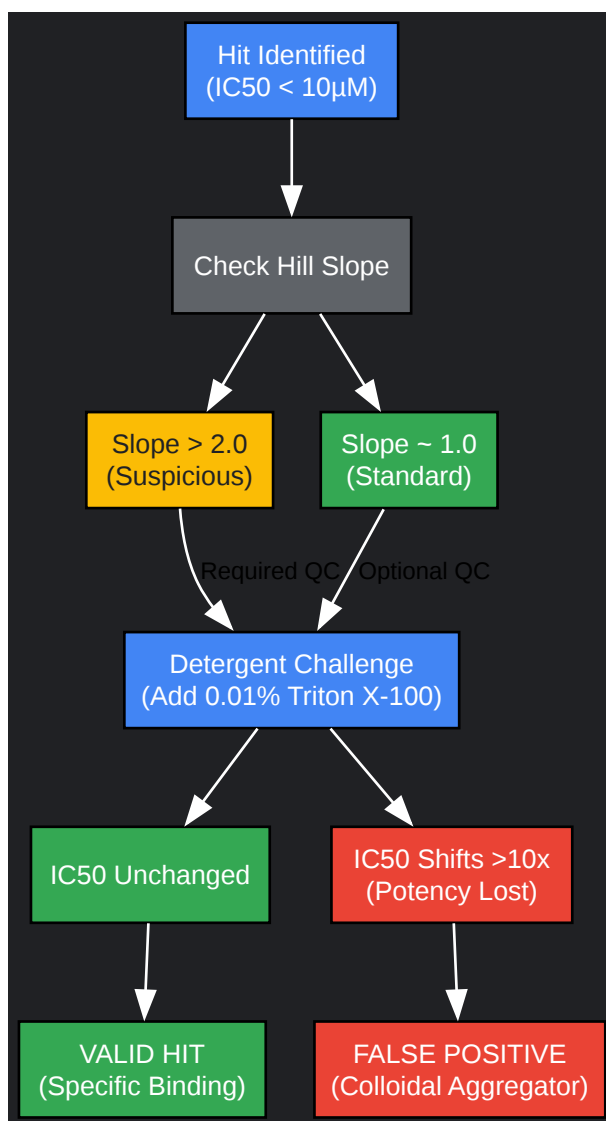 Hit Identified
(IC50 < 10µM)
Check Hill Slope
Slope > 2.0
(Suspicious)
Slope ~ 1.0
(Standard)
Required QC
Optional QC
Detergent Challenge
(Add 0.01% Triton X-100)
IC50 Unchanged
IC50 Shifts >10x
(Potency Lost)
VALID HIT
(Specific Binding)
FALSE POSITIVE
(Colloidal Aggregator)